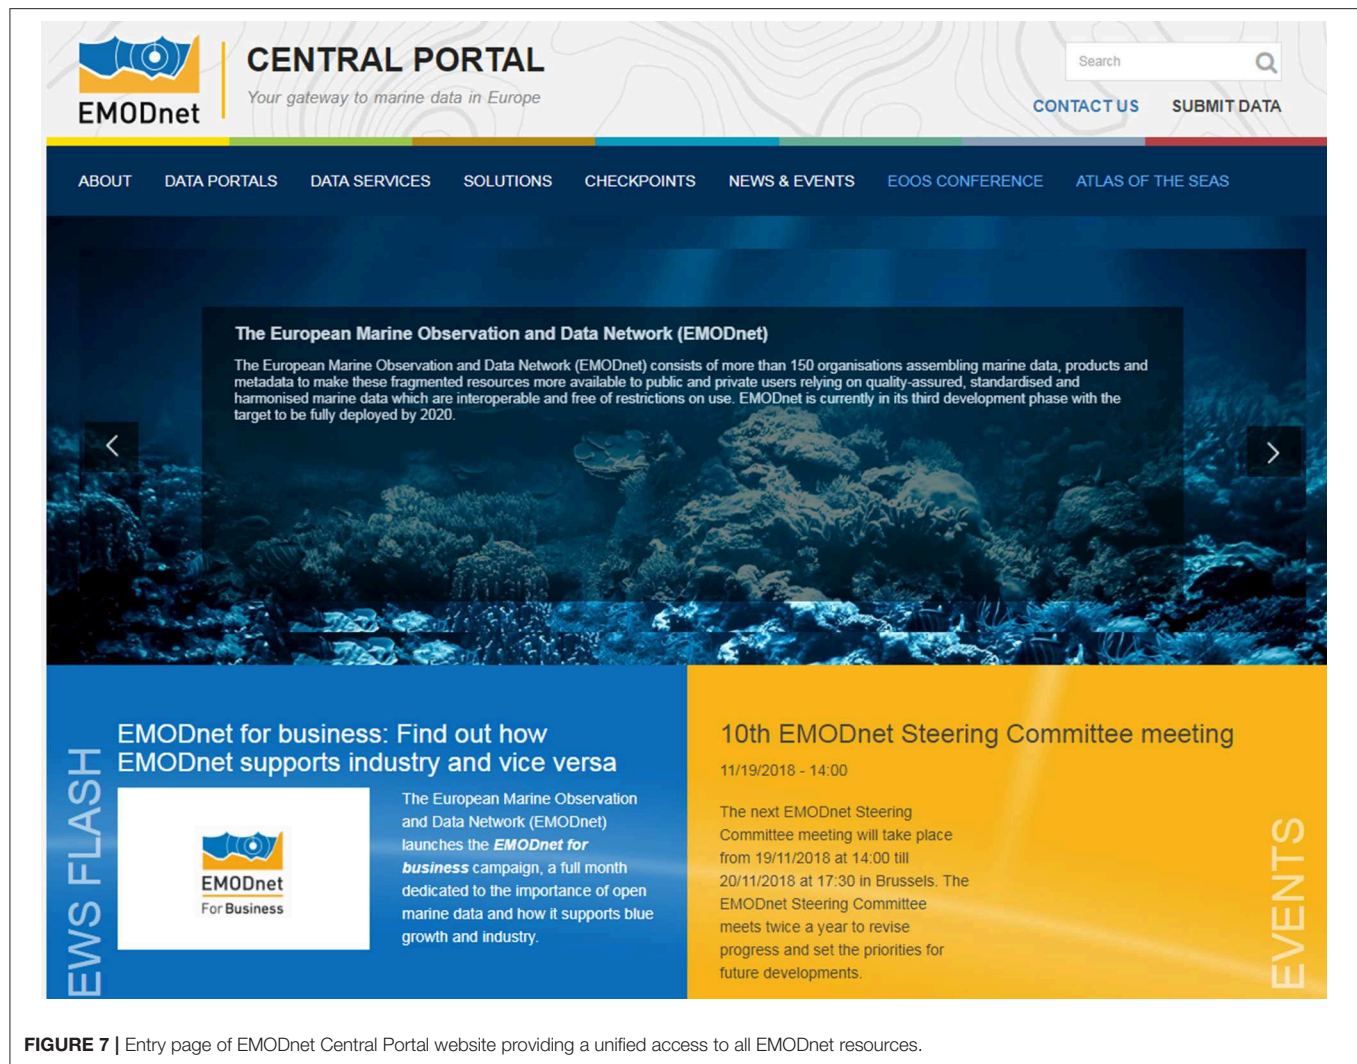 EMODnet
CENTRAL PORTAL
Your gateway to marine data in Europe
Search
CONTACT US SUBMIT DATA
ABOUT DATA PORTALS DATA SERVICES SOLUTIONS CHECKPOINTS NEWS & EVENTS EOOS CONFERENCE ATLAS OF THE SEAS
The European Marine Observation and Data Network (EMODnet)
The European Marine Observation and Data Network (EMODnet) consists of more than 150 organisations assembling marine data, products and
metadata to make these fragmented resources more available to public and private users relying on quality-assured, standardised and
harmonised marine data which are interoperable and free of restrictions on use. EMODnet is currently in its third development phase with the
target to be fully deployed by 2020.
EWS FLASH
EMODnet for business: Find out how
EMODnet supports industry and vice versa
EMODnet
For Business
The European Marine Observation
and Data Network (EMODnet)
launches the EMODnet for
business campaign, a full month
dedicated to the importance of open
marine data and how it supports blue
growth and industry.
10th EMODnet Steering Committee meeting
11/19/2018 - 14:00
The next EMODnet Steering
Committee meeting will take place
from 19/11/2018 at 14:00 till
20/11/2018 at 17:30 in Brussels. The
EMODnet Steering Committee
meets twice a year to revise
progress and set the priorities for
future developments.
EVENTS
FIGURE 7 | Entry page of EMODnet Central Portal website providing a unified access to all EMODnet resources.